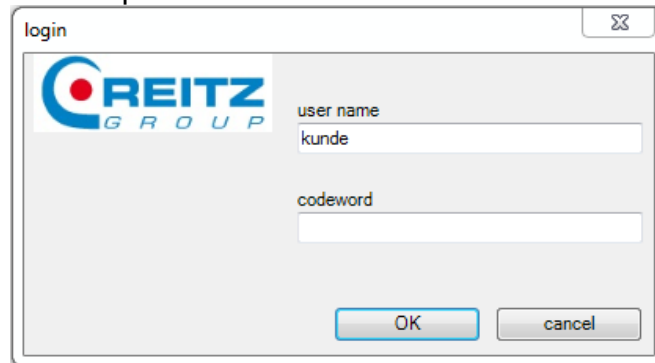 login
REITZ
GROUP
user name
kunde
codeword
OK
cancel